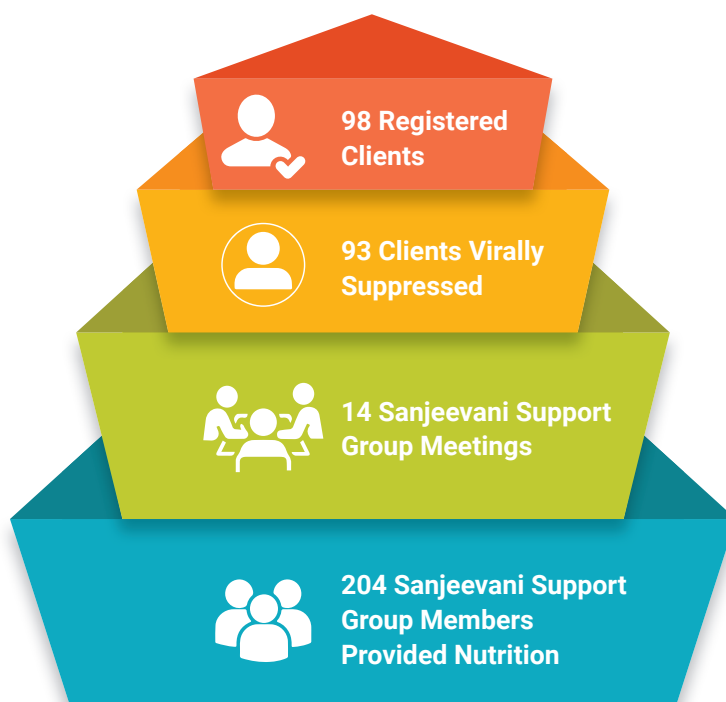 98 Registered
Clients
93 Clients Virally
Suppressed
14 Sanjeevani Support
Group Meetings
204 Sanjeevani Support
Group Members
Provided Nutrition